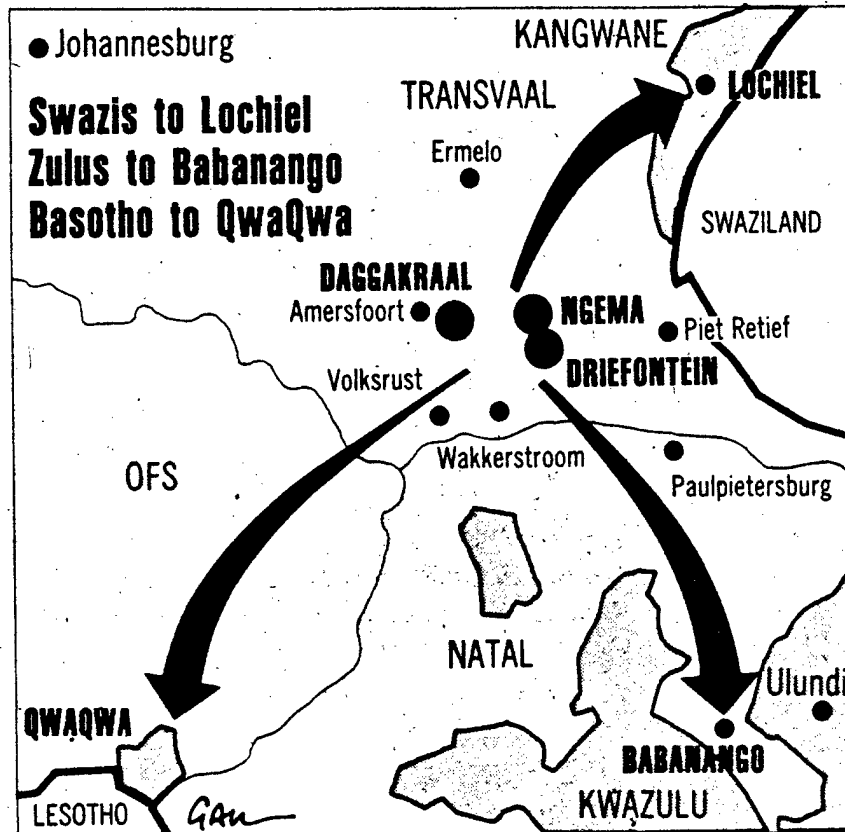 Johannesburg
KANGWANE
LOCHIEL
TRANSVAAL
Swazis to Lochiel
Zulus to Babanango
Basotho to QwaQwa
Ermelo
SWAZILAND
DAGGAKRAAL
Amersfoort
NGEMA
Piet Retief
DRIEFONTEIN
Volksrust
Wakkerstroom
OFS
Paulpietersburg
NATAL
Ulundi
QWAQWA
BABANANGO
KWAZULU
LESOTHO